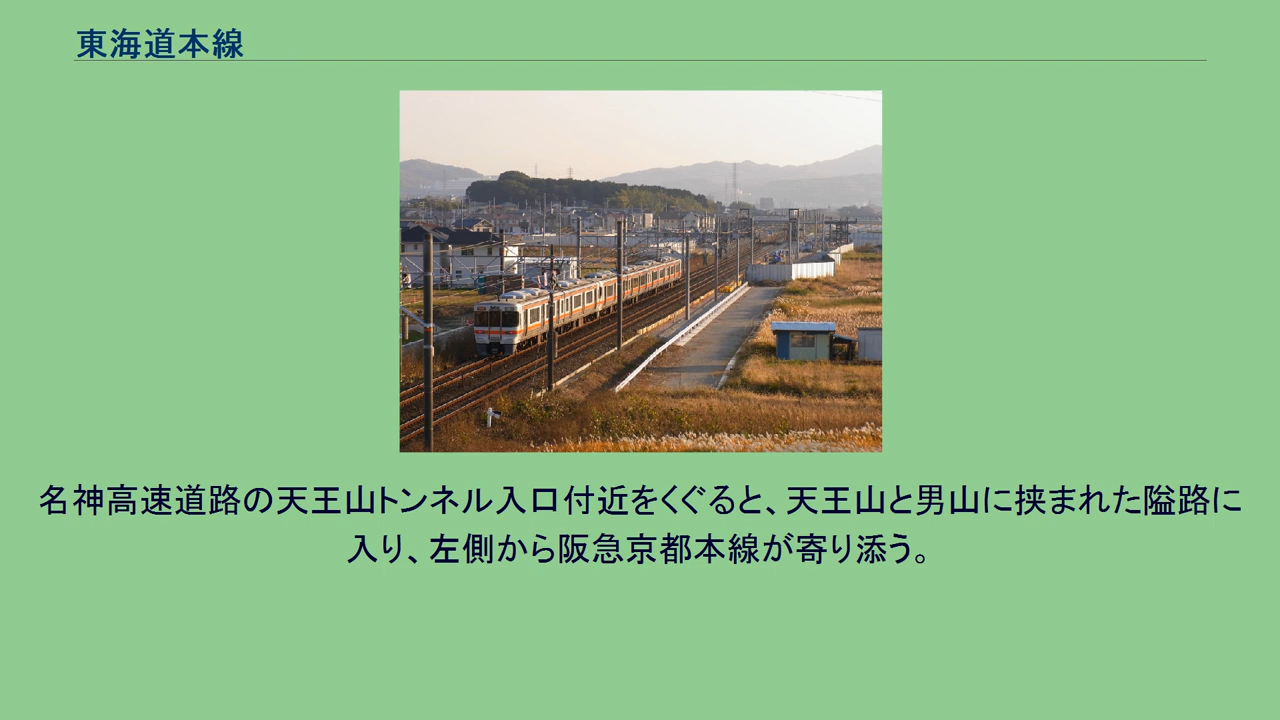 東海道本線
名神高速道路の天王山トンネル入口付近をくぐると、天王山と男山に挟まれた隘路に
入り、左側から阪急京都本線が寄り添う。